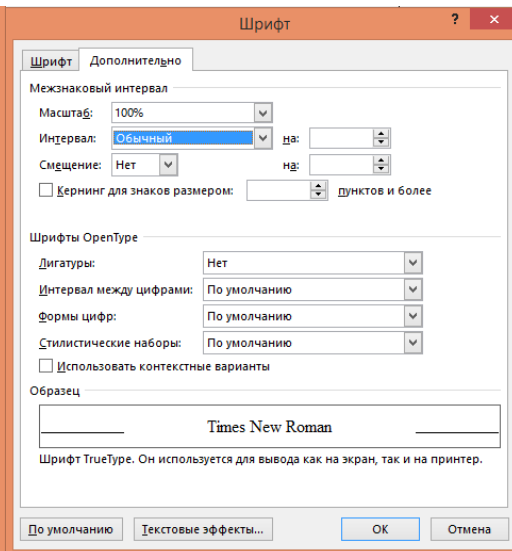 Шрифт ? ×
Шрифт Дополнительно
Межзнаковый интервал
Масштаб: 100%
Интервал: Обычный на:
Смещение: Нет на:
Кернинг для знаков размером: пунктов и более
Шрифты OpenType
Лигатуры: Нет
Интервал между цифрами: По умолчанию
Формы цифр: По умолчанию
Стилистические наборы: По умолчанию
Использовать контекстные варианты
Образец
Times New Roman
Шрифт TrueType. Он используется для вывода как на экран, так и на принтер.
По умолчанию Текстовые эффекты... ОК Отмена